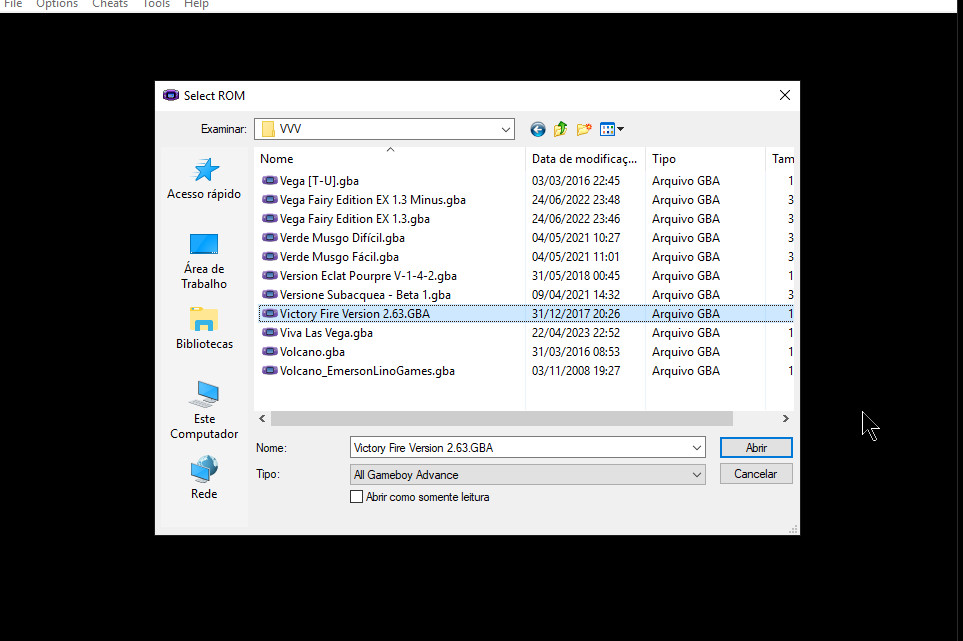 File Options Cheats Tools Help
Select ROM
Examinar: VVV
Nome Data de modificaç... Tipo Tam
Vega [T-U].gba 03/03/2016 22:45 Arquivo GBA 1
Vega Fairy Edition EX 1.3 Minus.gba 24/06/2022 23:48 Arquivo GBA 3
Vega Fairy Edition EX 1.3.gba 24/06/2022 23:46 Arquivo GBA 3
Verde Musgo Difícil.gba 04/05/2021 10:27 Arquivo GBA 3
Verde Musgo Fácil.gba 04/05/2021 11:01 Arquivo GBA 3
Version Eclat Pourpre V-1-4-2.gba 31/05/2018 00:45 Arquivo GBA 1
Versione Subacquea - Beta 1.gba 09/04/2021 14:32 Arquivo GBA 3
Victory Fire Version 2.63.GBA 31/12/2017 20:26 Arquivo GBA 1
Viva Las Vega.gba 22/04/2023 22:52 Arquivo GBA 1
Volcano.gba 31/03/2016 08:53 Arquivo GBA 1
Volcano_EmersonLinoGames.gba 03/11/2008 19:27 Arquivo GBA 1
Acesso rápido
Área de
Trabalho
Bibliotecas
Este
Computador
Rede
Nome: Victory Fire Version 2.63.GBA Abrir
Tipo: All Gameboy Advance Cancelar
Abrir como somente leitura